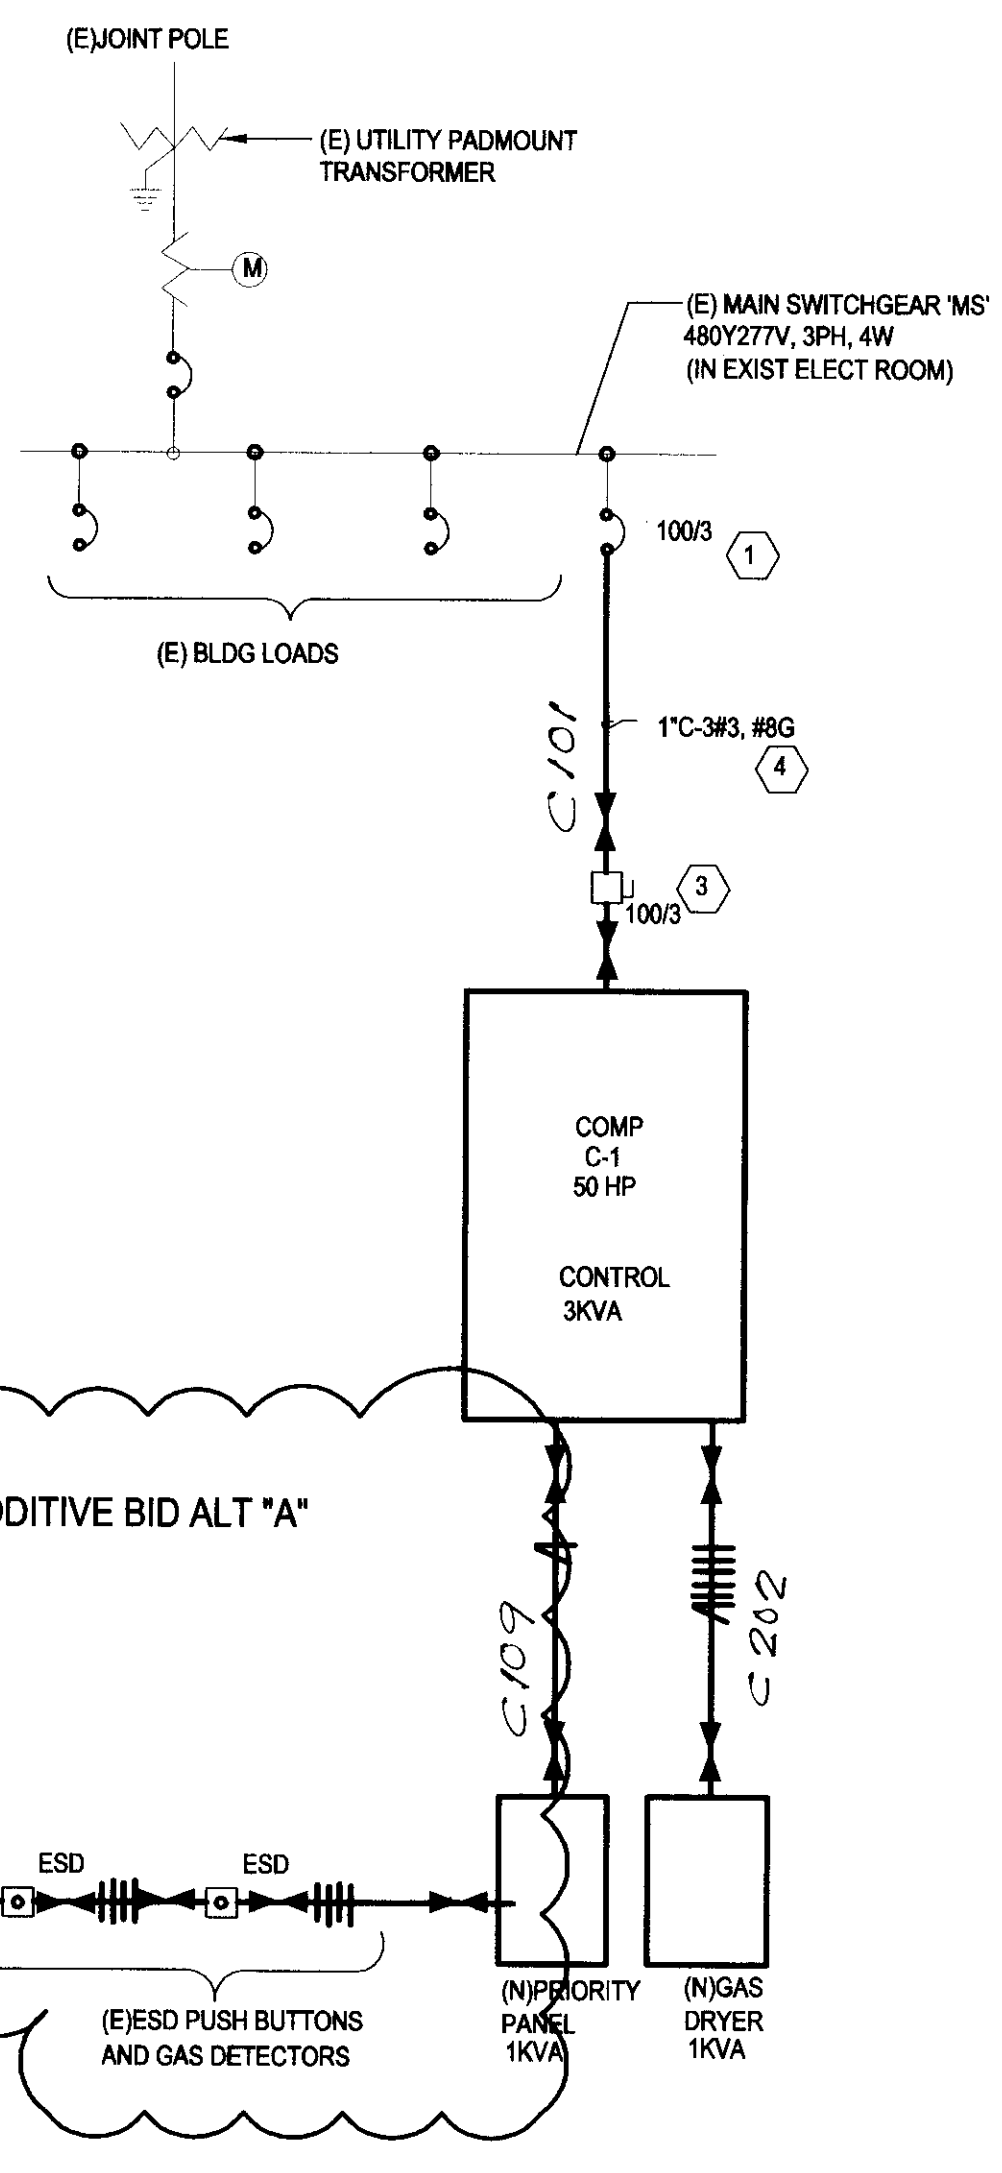 (E)JOINT POLE
(E) UTILITY PADMOUNT
TRANSFORMER
M
(E) MAIN SWITCHGEAR 'MS'
480Y277V, 3PH, 4W
(IN EXIST ELECT ROOM)
100/3
1
(E) BLDG LOADS
C101
1"C-3#3, #8G
4
3
100/3
COMP
C-1
50 HP
CONTROL
3KVA
DDITIVE BID ALT "A"
C109
C202
ESD
ESD
(E)ESD PUSH BUTTONS
AND GAS DETECTORS
(N)PRIORITY
PANEL
1KVA
(N)GAS
DRYER
1KVA